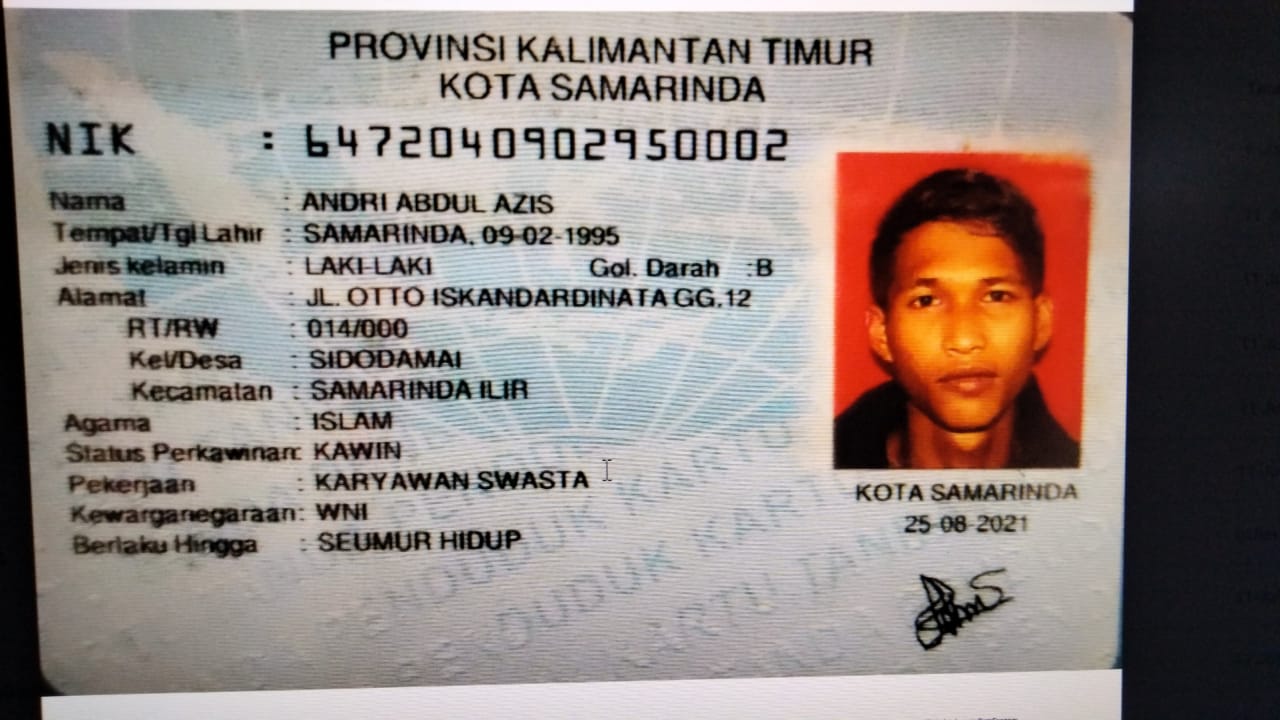 PROVINSI KALIMANTAN TIMUR
KOTA SAMARINDA
NIK : 6472040902950002
Nama : ANDRI ABDUL AZIS
Tempat/Tgl Lahir : SAMARINDA, 09-02-1995
Jenis kelamin : LAKI-LAKI Gol. Darah : B
Alamat : JL. OTTO ISKANDARDINATA GG.12
RT/RW : 014/000
Kel/Desa : SIDODAMAI
Kecamatan : SAMARINDA ILIR
Agama : ISLAM
Status Perkawinan: KAWIN
Pekerjaan : KARYAWAN SWASTA
Kewarganegaraan: WNI
Berlaku Hingga : SEUMUR HIDUP
KOTA SAMARINDA
25-08-2021